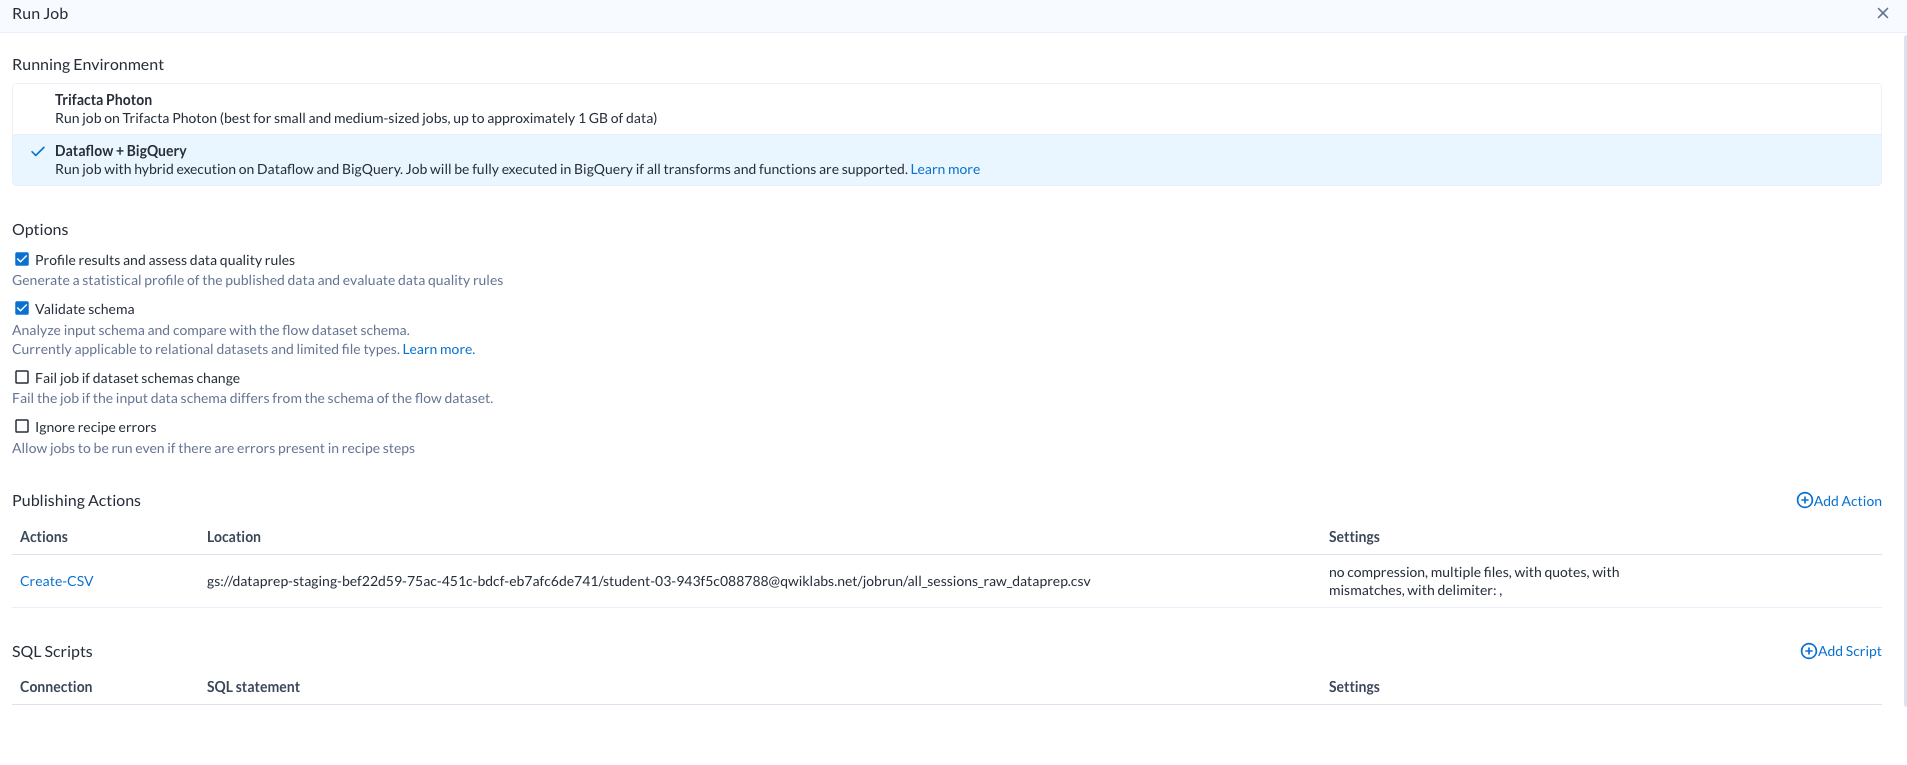 Run Job
Running Environment
Trifacta Photon
Run job on Trifacta Photon (best for small and medium-sized jobs, up to approximately 1 GB of data)
Dataflow + BigQuery
Run job with hybrid execution on Dataflow and BigQuery. Job will be fully executed in BigQuery if all transforms and functions are supported. Learn more
Options
Profile results and assess data quality rules
Generate a statistical profile of the published data and evaluate data quality rules
Validate schema
Analyze input schema and compare with the flow dataset schema.
Currently applicable to relational datasets and limited file types. Learn more.
Fail job if dataset schemas change
Fail the job if the input data schema differs from the schema of the flow dataset.
Ignore recipe errors
Allow jobs to be run even if there are errors present in recipe steps
Publishing Actions
Add Action
Actions Location Settings
Create-CSV gs://dataprep-staging-bef22d59-75ac-451c-bdcf-eb7afc6de741/student-03-943f5c088788@qwiklabs.net/jobrun/all_sessions_raw_dataprep.csv
no compression, multiple files, with quotes, with
mismatches, with delimiter: ,
SQL Scripts
Add Script
Connection SQL statement Settings